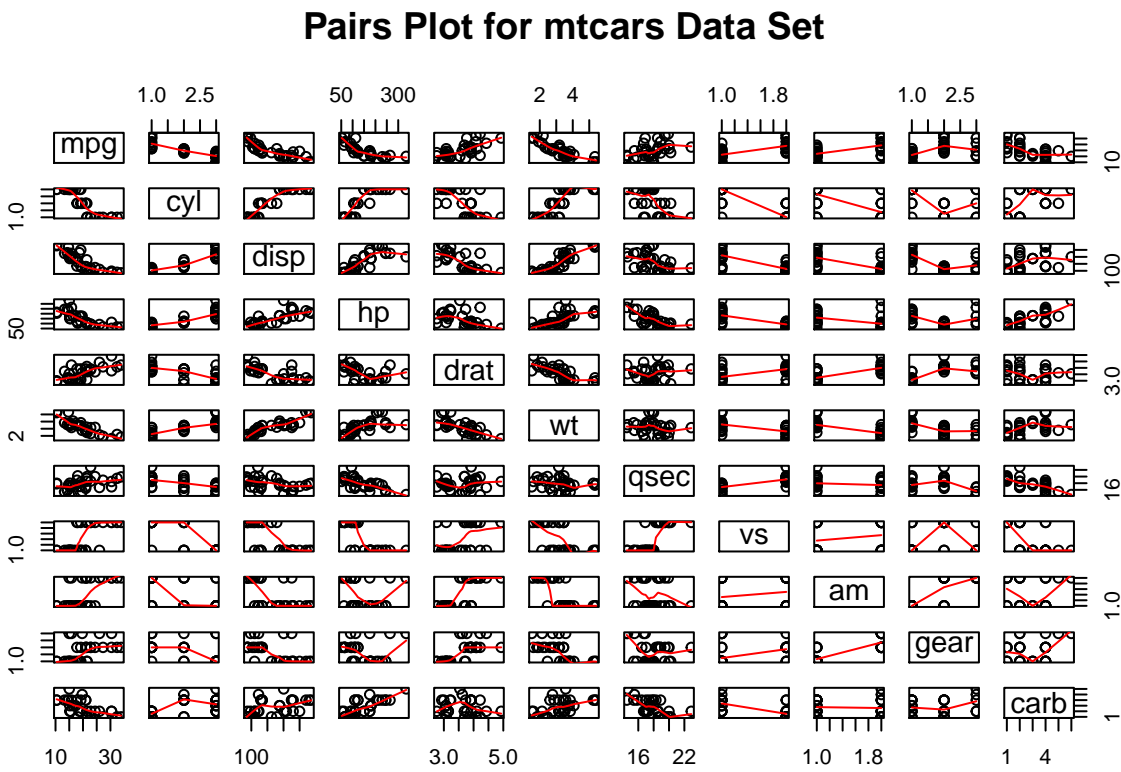 Pairs Plot for mtcars Data Set
1.0 2.5 50 300 2 4 1.0 1.8 1.0 2.5
mpg 10
1.0 cyl
disp 100
50 hp
drat 3.0
2 wt
qsec 16
1.0 vs
am 1.0
1.0 gear
carb 1
10 30 100 3.0 5.0 16 22 1.0 1.8 1 4